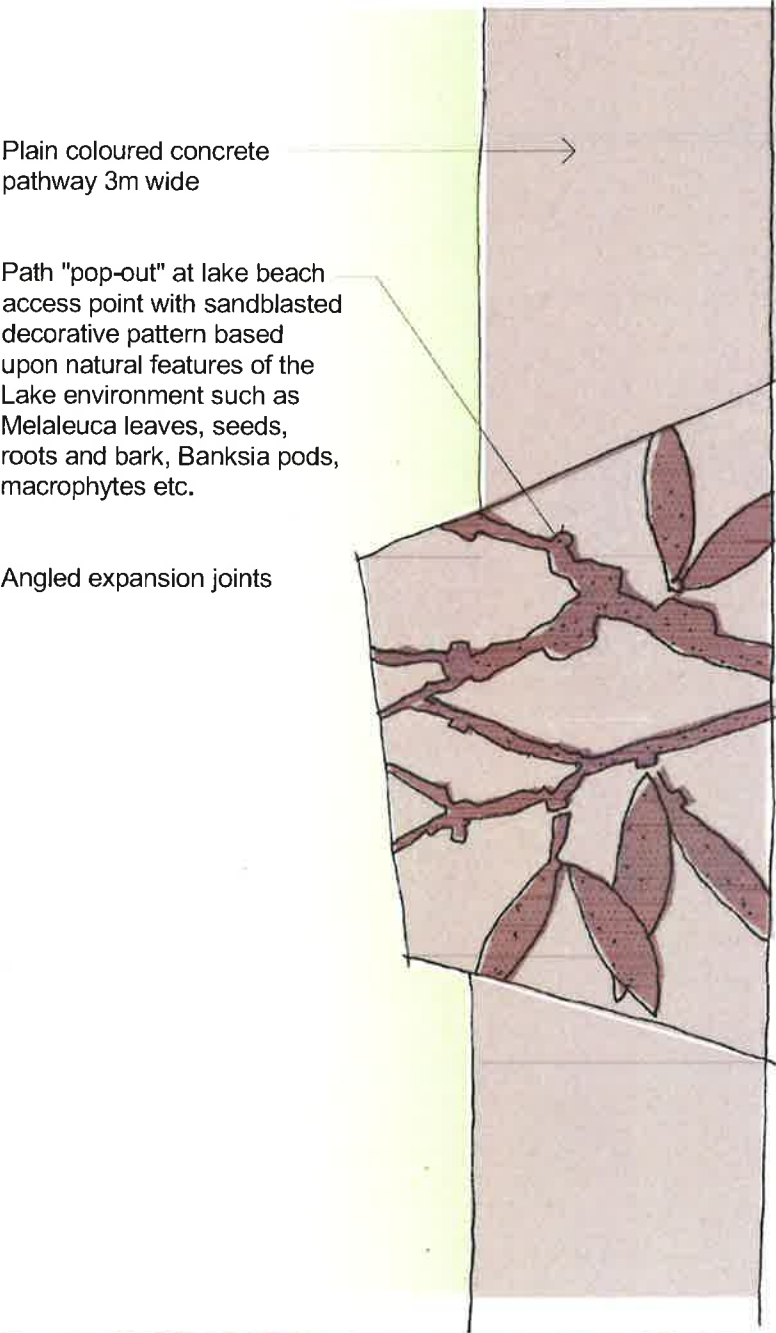 Plain coloured concrete
pathway 3m wide
Path "pop-out" at lake beach
access point with sandblasted
decorative pattern based
upon natural features of the
Lake environment such as
Melaleuca leaves, seeds,
roots and bark, Banksia pods,
macrophytes etc.
Angled expansion joints